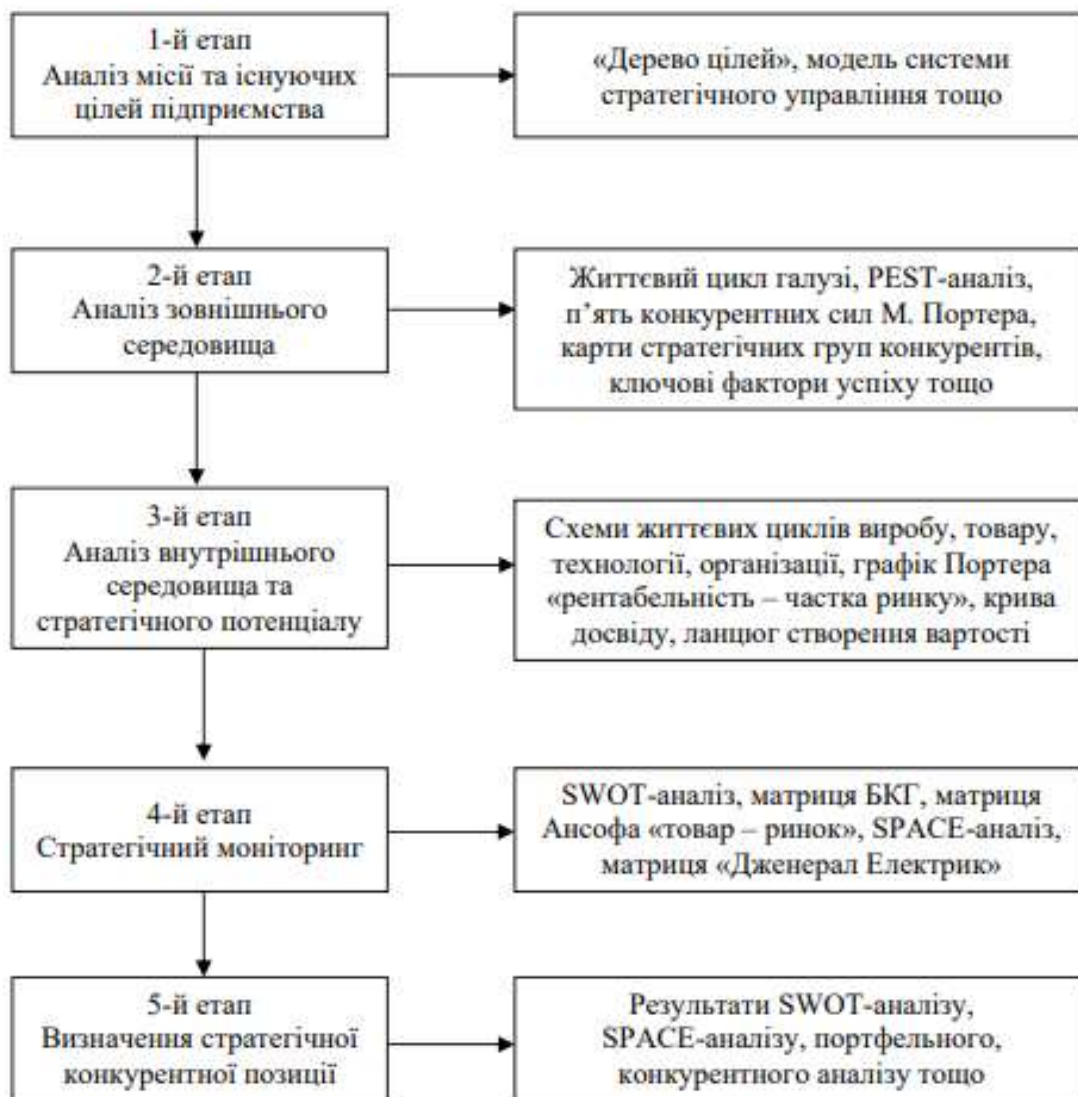 1-й етап
Аналіз місії та існуючих
цілей підприємства
«Дерево цілей», модель системи
стратегічного управління тощо
2-й етап
Аналіз зовнішнього
середовища
Життєвий цикл галузі, PEST-аналіз,
п’ять конкурентних сил М. Портера,
карти стратегічних груп конкурентів,
ключові фактори успіху тощо
3-й етап
Аналіз внутрішнього
середовища та
стратегічного потенціалу
Схеми життєвих циклів виробу, товару,
технології, організації, графік Портера
«рентабельність – частка ринку», крива
досвіду, ланцюг створення вартості
4-й етап
Стратегічний моніторинг
SWOT-аналіз, матриця БКГ, матриця
Ансофа «товар – ринок», SPACE-аналіз,
матриця «Дженерал Електрик»
5-й етап
Визначення стратегічної
конкурентної позиції
Результати SWOT-аналізу,
SPACE-аналізу, портфельного,
конкурентного аналізу тощо